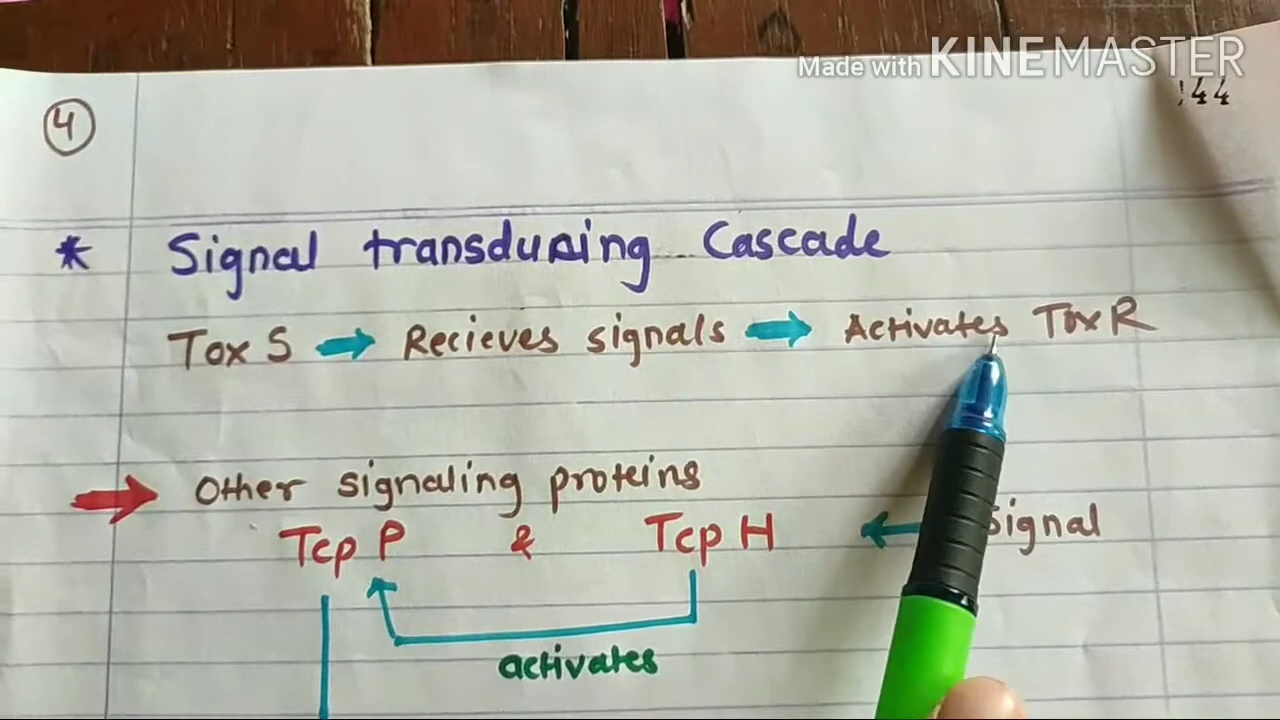 Made with KINEMASTER
144
4
* Signal transducing Cascade
Tox S → Recieves signals → Activates Tox R
→ Other signaling proteins
Tcp P & Tcp H ← Signal
activates